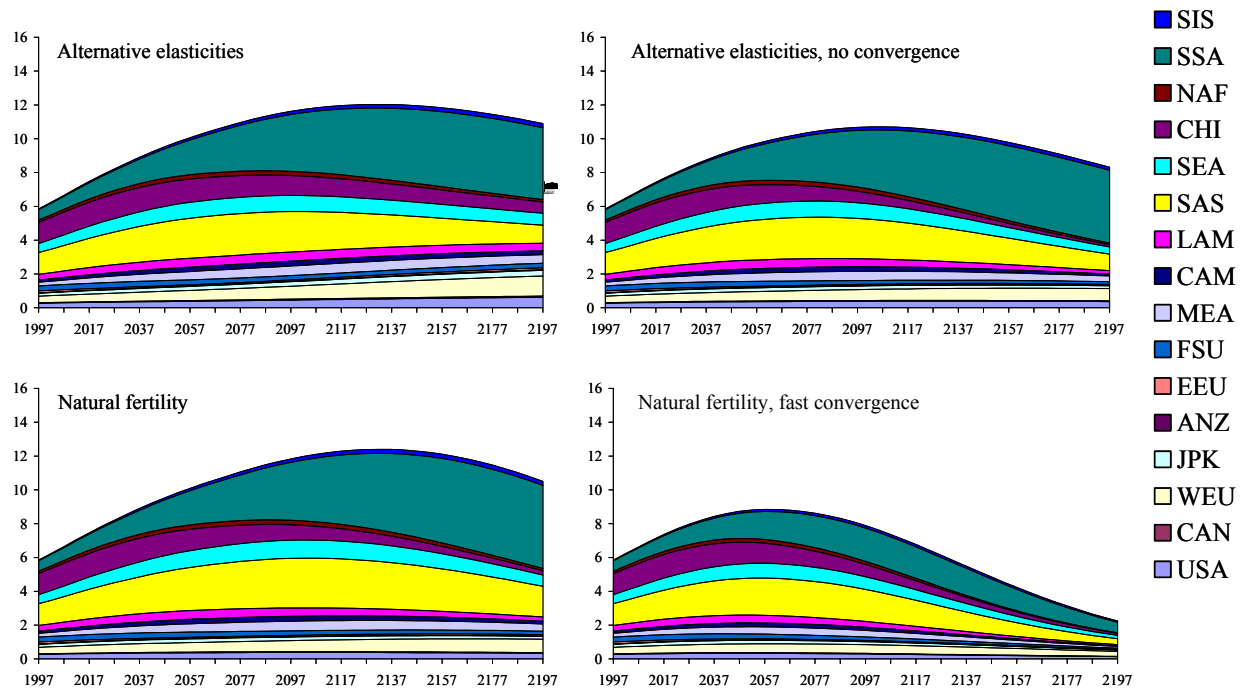 Alternative elasticities
16
14
12
10
8
6
4
2
0
1997 2017 2037 2057 2077 2097 2117 2137 2157 2177 2197
Alternative elasticities, no convergence
16
14
12
10
8
6
4
2
0
1997 2017 2037 2057 2077 2097 2117 2137 2157 2177 2197
Natural fertility
16
14
12
10
8
6
4
2
0
1997 2017 2037 2057 2077 2097 2117 2137 2157 2177 2197
Natural fertility, fast convergence
16
14
12
10
8
6
4
2
0
1997 2017 2037 2057 2077 2097 2117 2137 2157 2177 2197
SIS
SSA
NAF
CHI
SEA
SAS
LAM
CAM
MEA
FSU
EEU
ANZ
JPK
WEU
CAN
USA